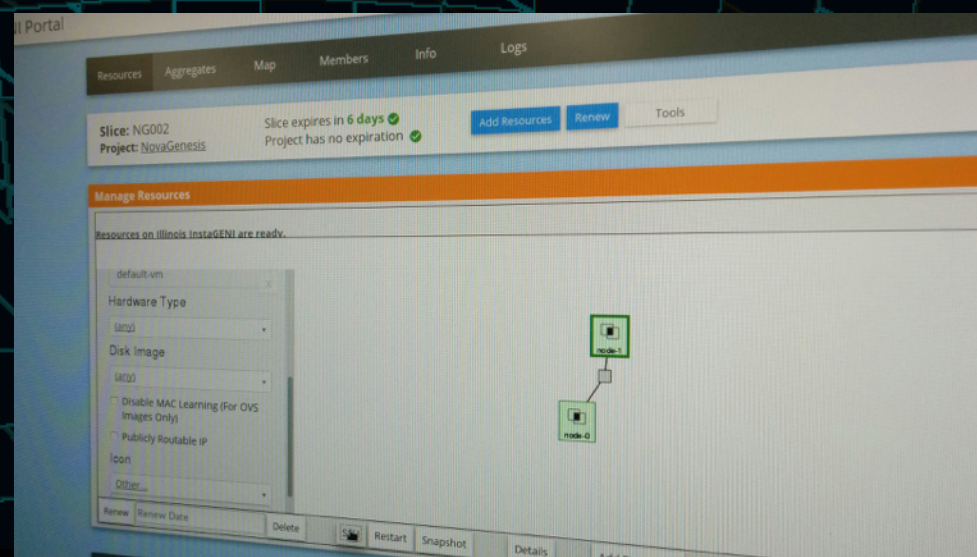 NI Portal
Resources Aggregates Map Members Info Logs
Slice: NG002
Project: NovaGenesis
Slice expires in 6 days
Project has no expiration
Add Resources Renew Tools
Manage Resources
Resources on Illinois InstaGENI are ready.
default-vm
X
Hardware Type
(any)
Disk Image
(any)
Disable MAC Learning (For OVS
Images Only)
Publicly Routable IP
Icon
Other...
node-1
node-0
Renew Renew Date Delete SSH Restart Snapshot Details